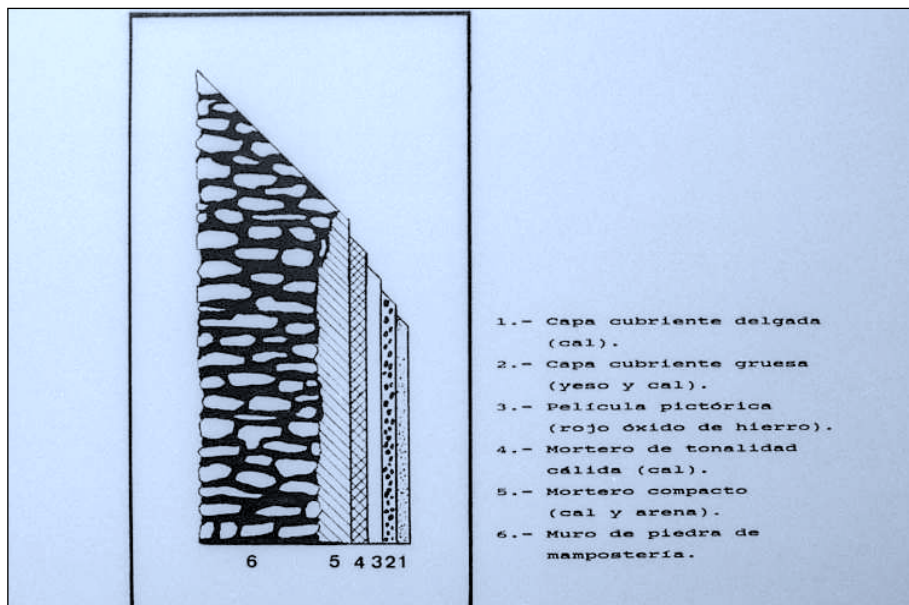 1.- Capa cubriente delgada
(cal).
2.- Capa cubriente gruesa
(yeso y cal).
3.- Película pictórica
(rojo óxido de hierro).
4.- Mortero de tonalidad
cálida (cal).
5.- Mortero compacto
(cal y arena).
6.- Muro de piedra de
mampostería.
6 5 4 3 2 1